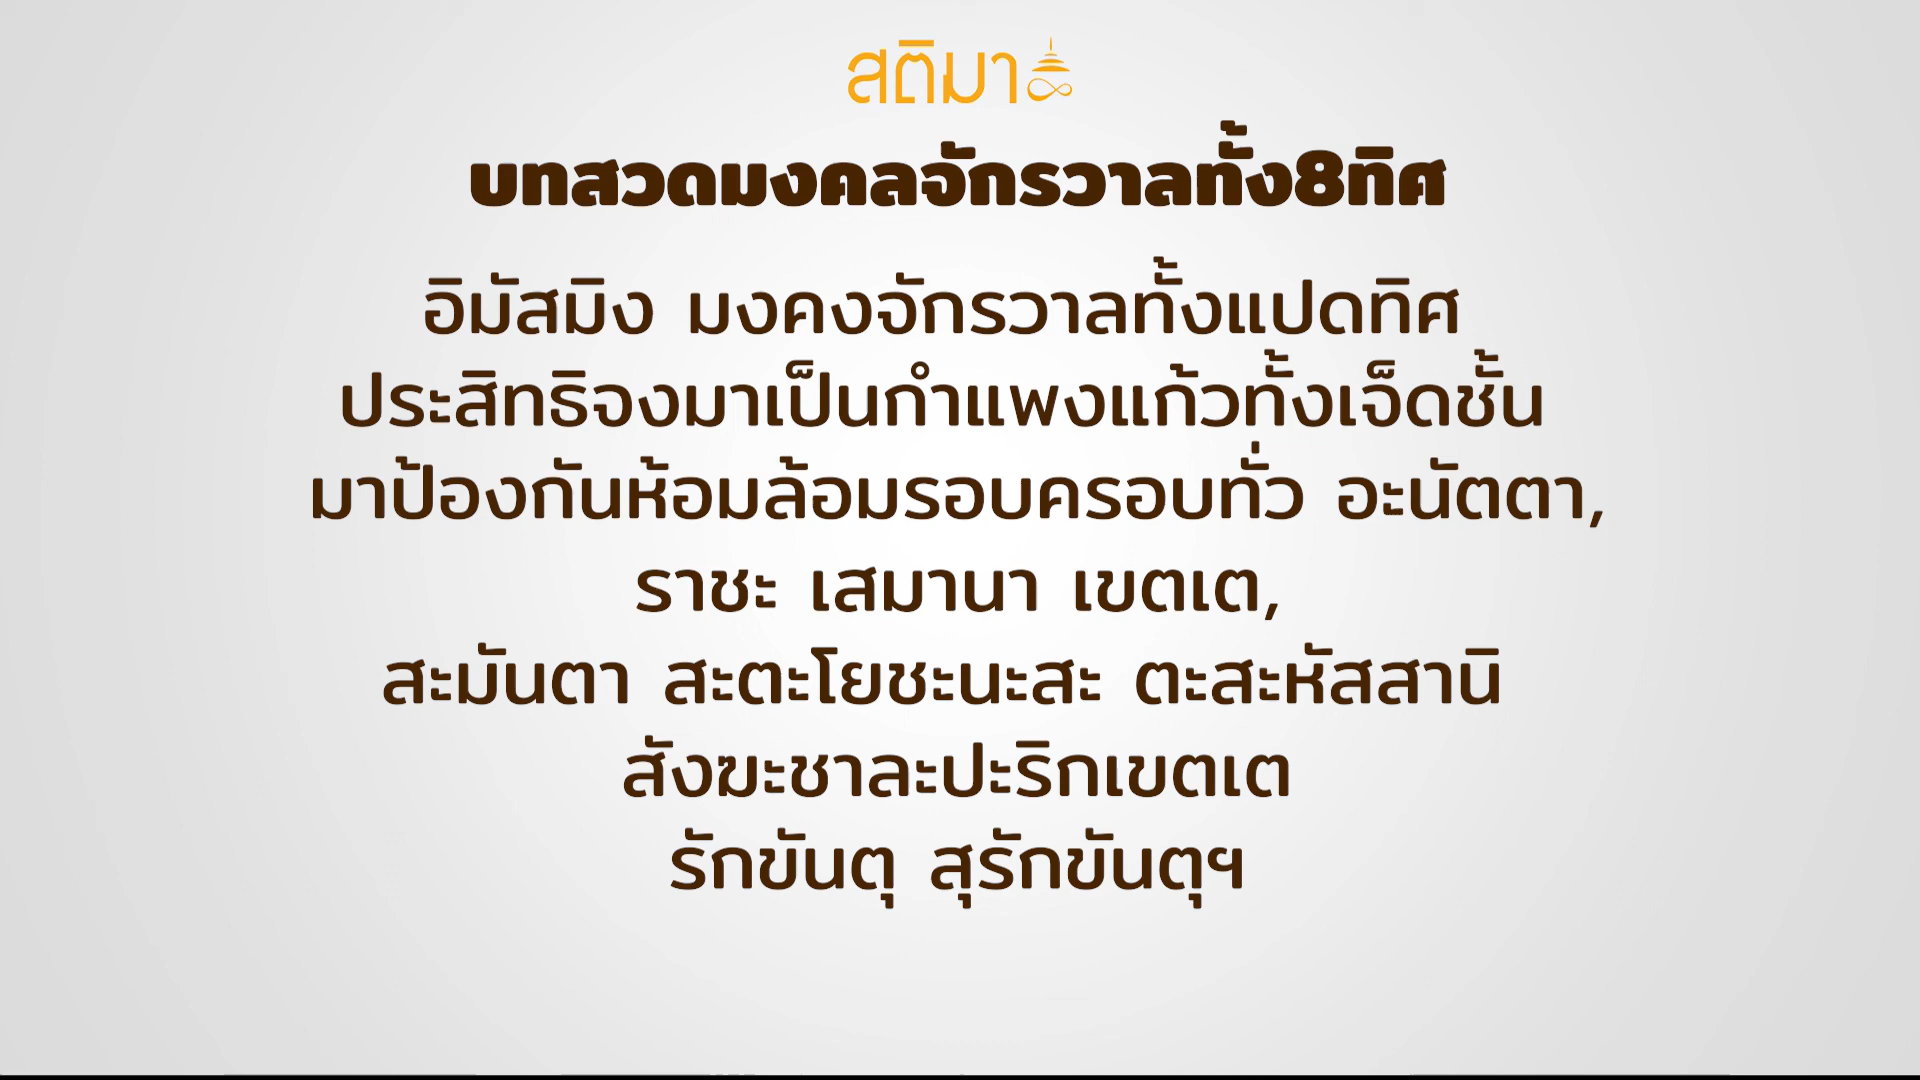 สติมา
บทสวดมงคลจักรวาลทั้ง8ทิศ
อิมัสมิง มงคงจักรวาลทั้งแปดทิศ
ประสิทธิจงมาเป็นกำแพงแก้วทั้งเจ็ดชั้น
มาป้องกันห้อมล้อมรอบครอบทั่ว อะนัตตา,
ราชะ เสมานา เขตเต,
สะมันตา สะตะโยชะนะสะ ตะสะหัสสานิ
สังฆะชาละปะริกเขตเต
รักขันตุ สุรักขันตุฯ